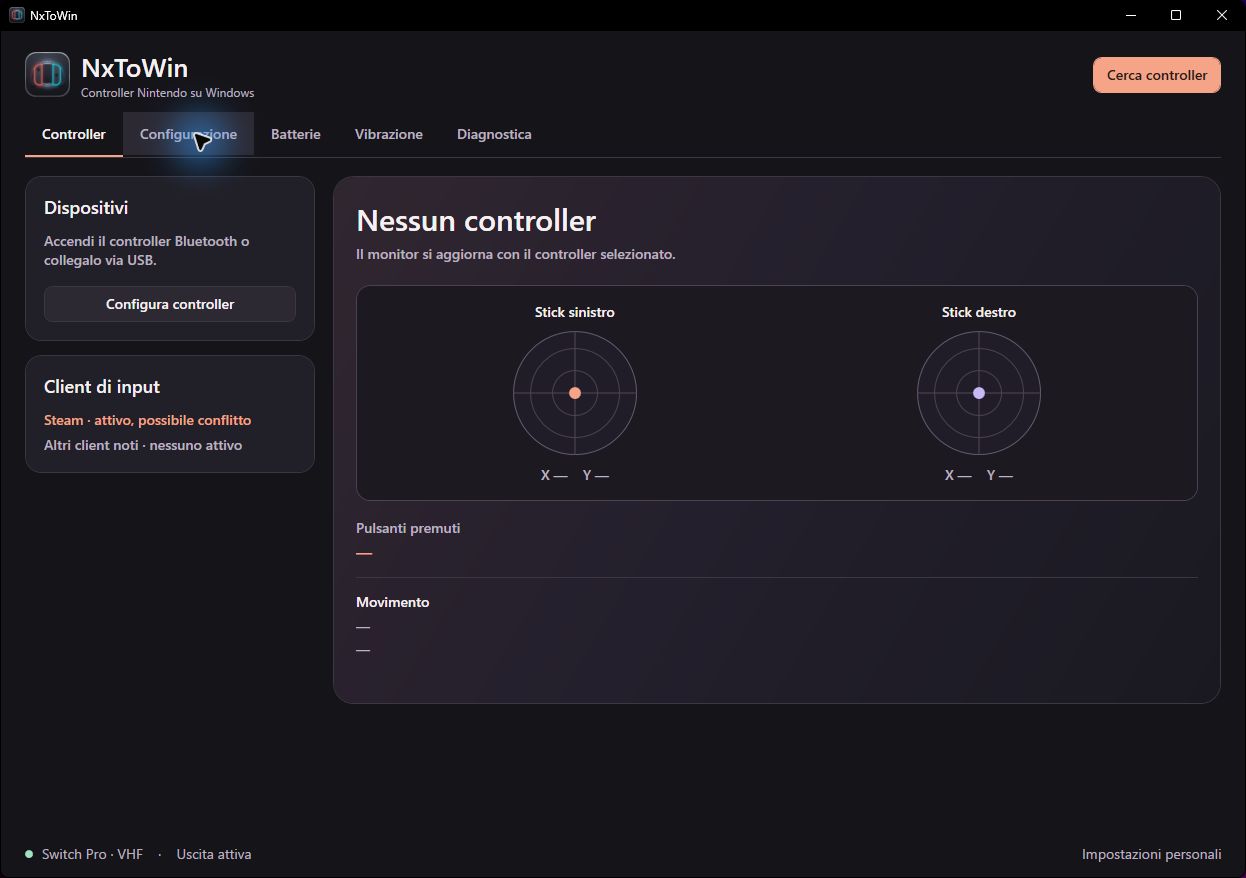 NxToWin
NxToWin
Controller Nintendo su Windows
Cerca controller
Controller
Configurazione
Batterie
Vibrazione
Diagnostica
Dispositivi
Accendi il controller Bluetooth o
collegalo via USB.
Configura controller
Client di input
Steam · attivo, possibile conflitto
Altri client noti · nessuno attivo
Nessun controller
Il monitor si aggiorna con il controller selezionato.
Stick sinistro
X — Y —
Stick destro
X — Y —
Pulsanti premuti
—
Movimento
—
—
Switch Pro · VHF · Uscita attiva
Impostazioni personali